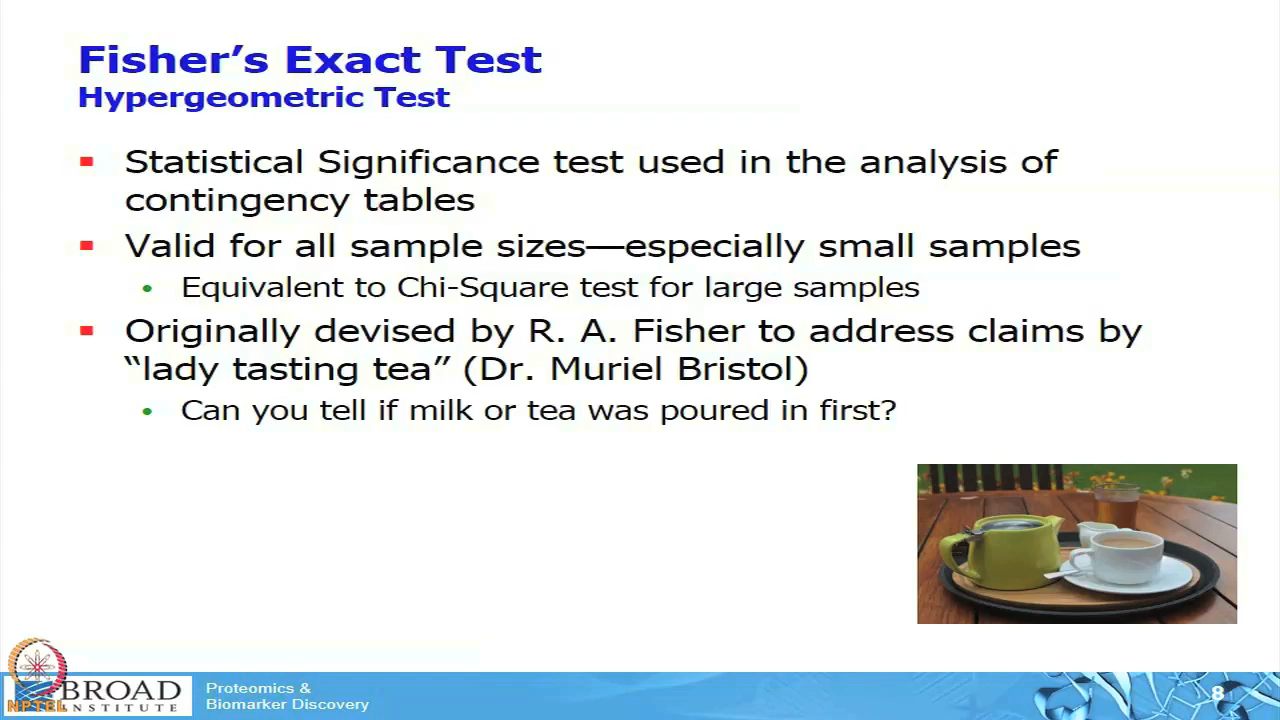 Fisher’s Exact Test
Hypergeometric Test
Statistical Significance test used in the analysis of
contingency tables
Valid for all sample sizes—especially small samples
Equivalent to Chi-Square test for large samples
Originally devised by R. A. Fisher to address claims by
“lady tasting tea” (Dr. Muriel Bristol)
Can you tell if milk or tea was poured in first?
NPTEL
BROAD
INSTITUTE
Proteomics &
Biomarker Discovery
8